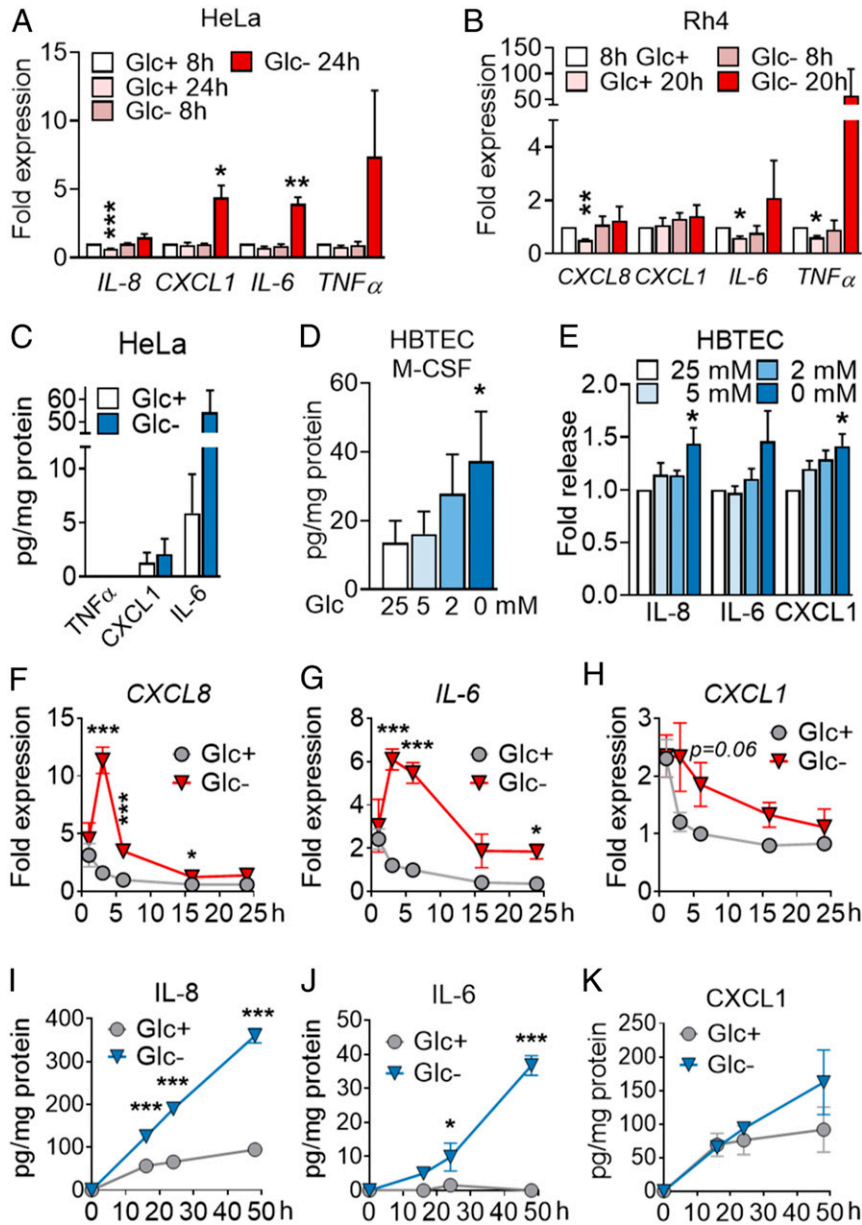 A
HeLa
Fold expression
15
10
5
0
Glc+ 8h
Glc- 24h
Glc+ 24h
Glc- 8h
***
*
**
IL-8 CXCL1 IL-6 TNFα
B
Rh4
Fold expression
150
100
50
4
2
0
8h Glc+
Glc- 8h
Glc+ 20h
Glc- 20h
**
*
*
CXCL8 CXCL1 IL-6 TNFα
C
HeLa
pg/mg protein
60
50
10
5
0
Glc+
Glc-
TNFα
CXCL1
IL-6
D
HBTEC
M-CSF
pg/mg protein
60
40
20
0
*
Glc 25 5 2 0 mM
E
HBTEC
25 mM 2 mM
5 mM 0 mM
Fold release
2.0
1.5
1.0
0.5
0.0
*
*
IL-8 IL-6 CXCL1
F
CXCL8
Fold expression
15
10
5
0
***
***
*
Glc+
Glc-
0 5 10 15 20 25 h
G
IL-6
Fold expression
8
6
4
2
0
***
***
*
Glc+
Glc-
0 5 10 15 20 25 h
H
CXCL1
Fold expression
3
2
1
0
p=0.06
Glc+
Glc-
0 5 10 15 20 25 h
I
IL-8
pg/mg protein
400
300
200
100
0
Glc+
Glc-
***
***
***
0 10 20 30 40 50 h
J
IL-6
pg/mg protein
50
40
30
20
10
0
Glc+
Glc-
*
***
0 10 20 30 40 50 h
K
CXCL1
pg/mg protein
250
200
150
100
50
0
Glc+
Glc-
0 10 20 30 40 50 h